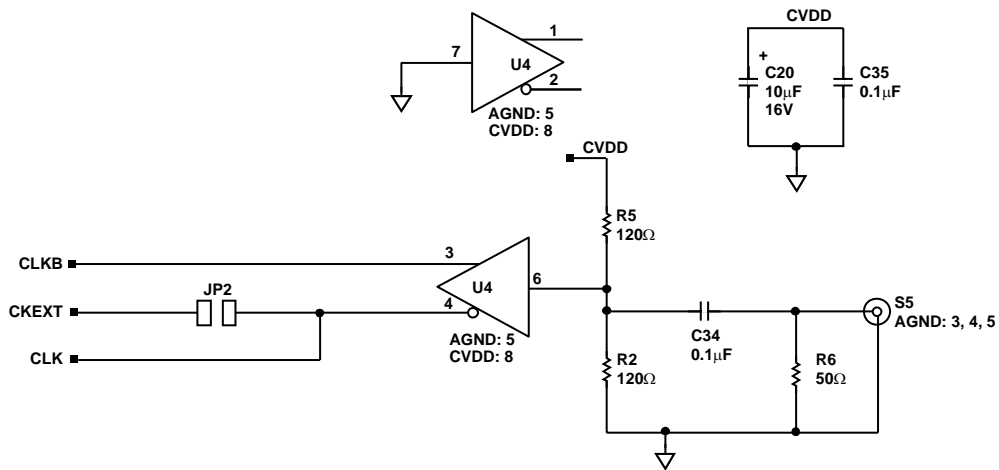 1
7
U4
2
AGND: 5
CVDD: 8
CVDD
+
C20
10μF
16V
C35
0.1μF
CVDD
R5
120Ω
CLKB
3
6
JP2
U4
CKEXT
4
S5
AGND: 3, 4, 5
AGND: 5
CVDD: 8
C34
0.1μF
CLK
R2
120Ω
R6
50Ω